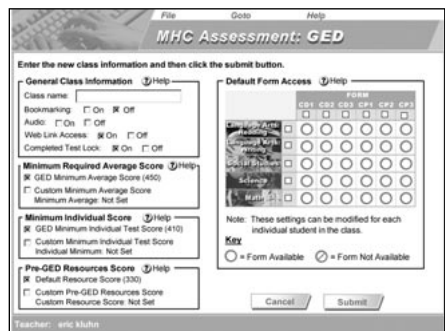 File Goto Help
MHC Assessment: GED
Enter the new class information and then click the submit button.
General Class Information ?Help
Class name:
Bookmarking: On Off
Audio: On Off
Web Link Access: On Off
Completed Test Lock: On Off
Minimum Required Average Score ?Help
GED Minimum Average Score (450)
Custom Minimum Average Score
Minimum Average: Not Set
Minimum Individual Score ?Help
GED Minimum Individual Test Score (410)
Custom Minimum Individual Test Score
Individual Minimum: Not Set
Pre-GED Resources Score ?Help
Default Resource Score (330)
Custom Pre-GED Resources Score
Custom Resource Score: Not Set
Default Form Access ?Help
FORM
CD1 CD2 CD3 CP1 CP2 CP3
Language Arts-
Reading
Language Arts-
Writing
Social Studies
Science
Math
Note: These settings can be modified for each
individual student in the class.
Key
= Form Available = Form Not Available
Cancel Submit
Teacher: eric kluhn